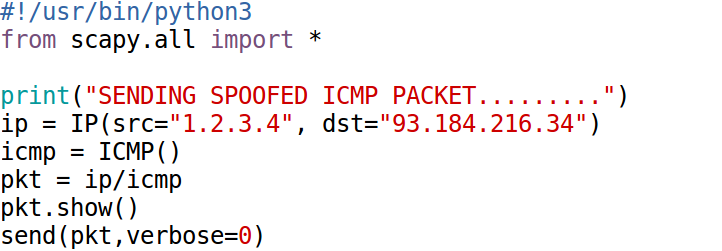 #!/usr/bin/python3
from scapy.all import *
print("SENDING SPOOFED ICMP PACKET.........")
ip = IP(src="1.2.3.4", dst="93.184.216.34")
icmp = ICMP()
pkt = ip/icmp
pkt.show()
send(pkt,verbose=0)